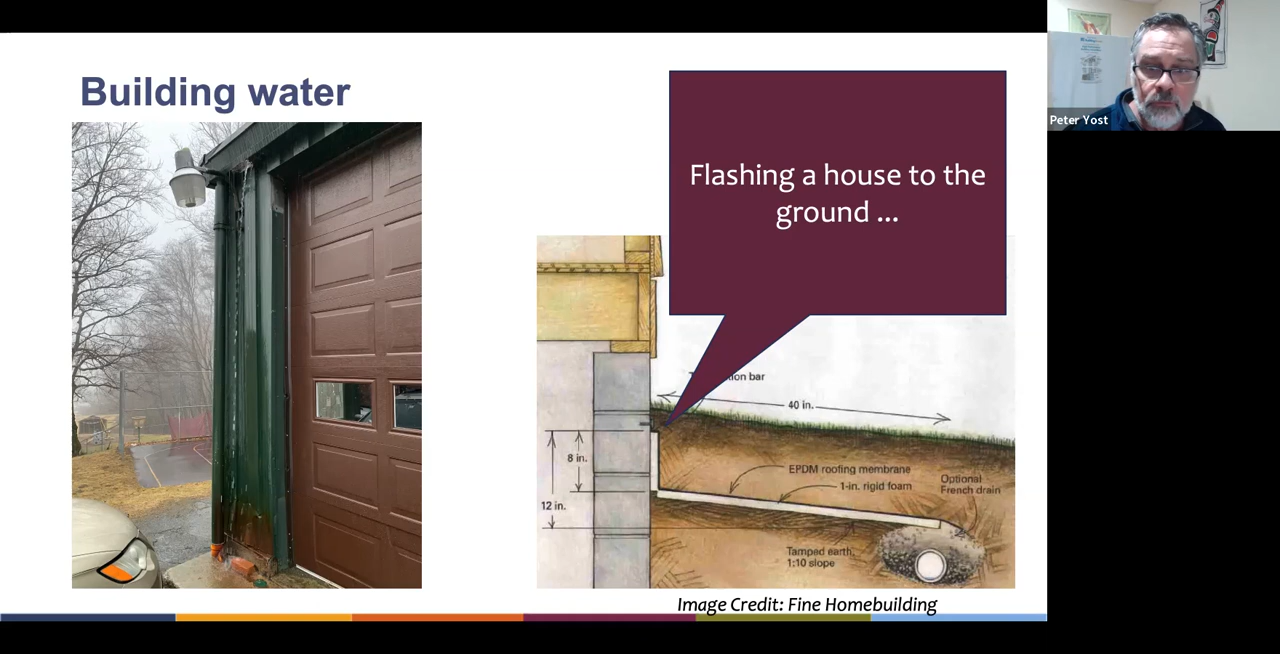 Building water
Flashing a house to the
ground ...
Peter Yost
ion bar
40 in.
8 in.
12 in.
EPDM roofing membrane
1-in. rigid foam
Optional
French drain
Tamped earth,
1:10 slope
Image Credit: Fine Homebuilding